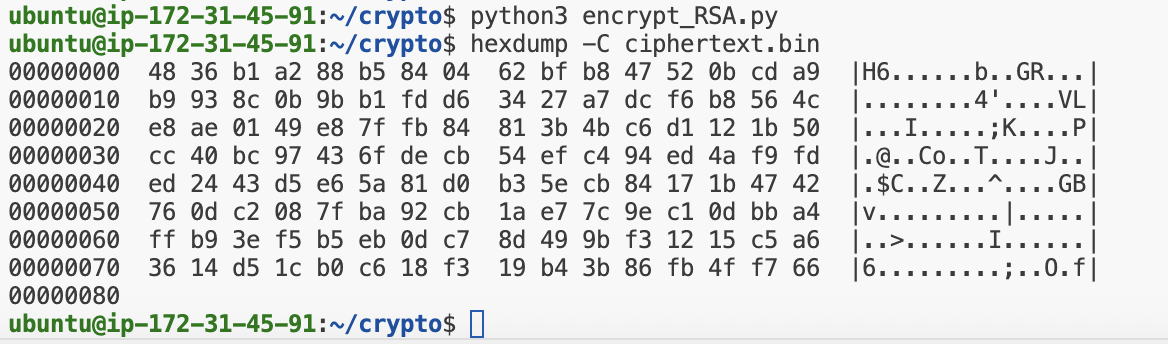 ubuntu@ip-172-31-45-91:~/crypto$ python3 encrypt_RSA.py
ubuntu@ip-172-31-45-91:~/crypto$ hexdump -C ciphertext.bin
00000000  48 36 b1 a2 88 b5 84 04  62 bf b8 47 52 0b cd a9  |H6......b..GR...|
00000010  b9 93 8c 0b 9b b1 fd d6  34 27 a7 dc f6 b8 56 4c  |........4'....VL|
00000020  e8 ae 01 49 e8 7f fb 84  81 3b 4b c6 d1 12 1b 50  |...I.....;K....P|
00000030  cc 40 bc 97 43 6f de cb  54 ef c4 94 ed 4a f9 fd  |.@..Co..T....J..|
00000040  ed 24 43 d5 e6 5a 81 d0  b3 5e cb 84 17 1b 47 42  |.$C..Z...^....GB|
00000050  76 0d c2 08 7f ba 92 cb  1a e7 7c 9e c1 0d bb a4  |v.........|.....|
00000060  ff b9 3e f5 b5 eb 0d c7  8d 49 9b f3 12 15 c5 a6  |..>......I......|
00000070  36 14 d5 1c b0 c6 18 f3  19 b4 3b 86 fb 4f f7 66  |6.........;..O.f|
00000080
ubuntu@ip-172-31-45-91:~/crypto$